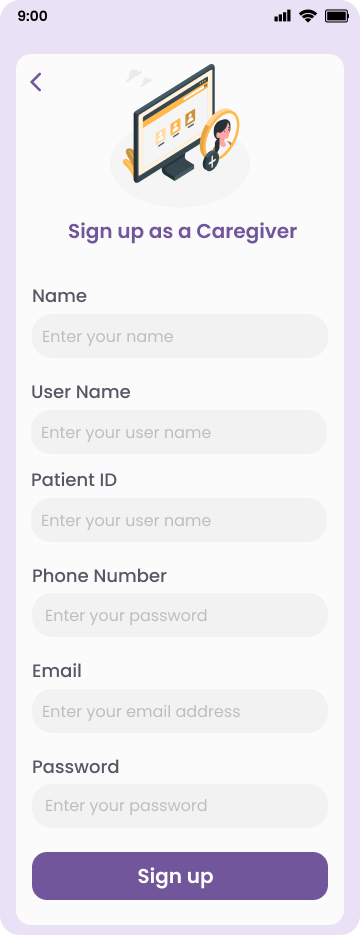 9:00
Sign up as a Caregiver
Name
Enter your name
User Name
Enter your user name
Patient ID
Enter your user name
Phone Number
Enter your password
Email
Enter your email address
Password
Enter your password
Sign up